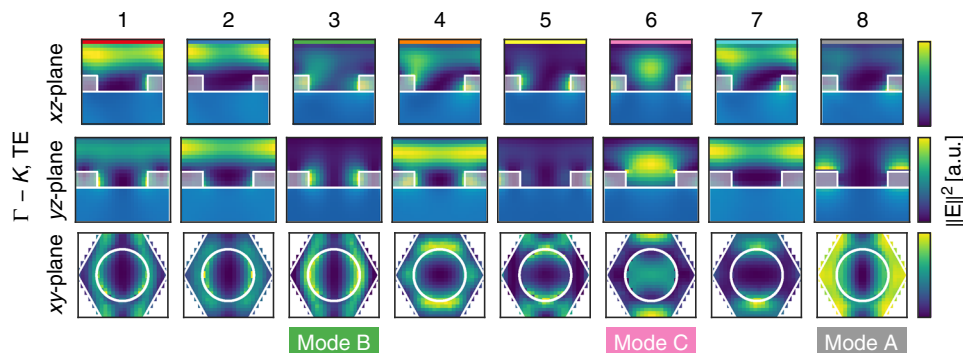 1 2 3 4 5 6 7 8
xz-plane
yz-plane
xy-plane
Γ – K, TE
||E||² [a.u.]
Mode B Mode C Mode A